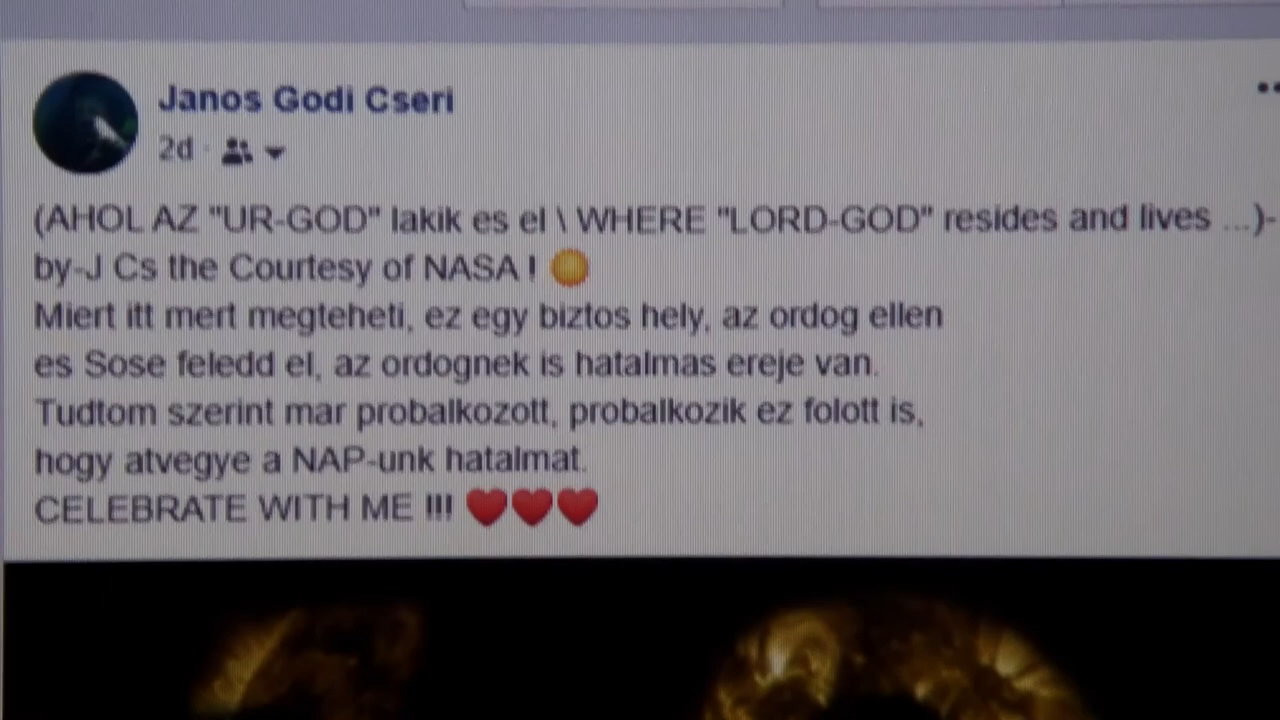 Janos Godi Cseri
2d ·
(AHOL AZ "UR-GOD" lakik es el \ WHERE "LORD-GOD" resides and lives ...)-
by-J Cs the Courtesy of NASA ! 
Miert itt mert megteheti, ez egy biztos hely, az ordog ellen
es Sose feledd el, az ordognek is hatalmas ereje van.
Tudtom szerint mar probalkozott, probalkozik ez folott is,
hogy atvegye a NAP-unk hatalmat.
CELEBRATE WITH ME !!! ❤❤❤